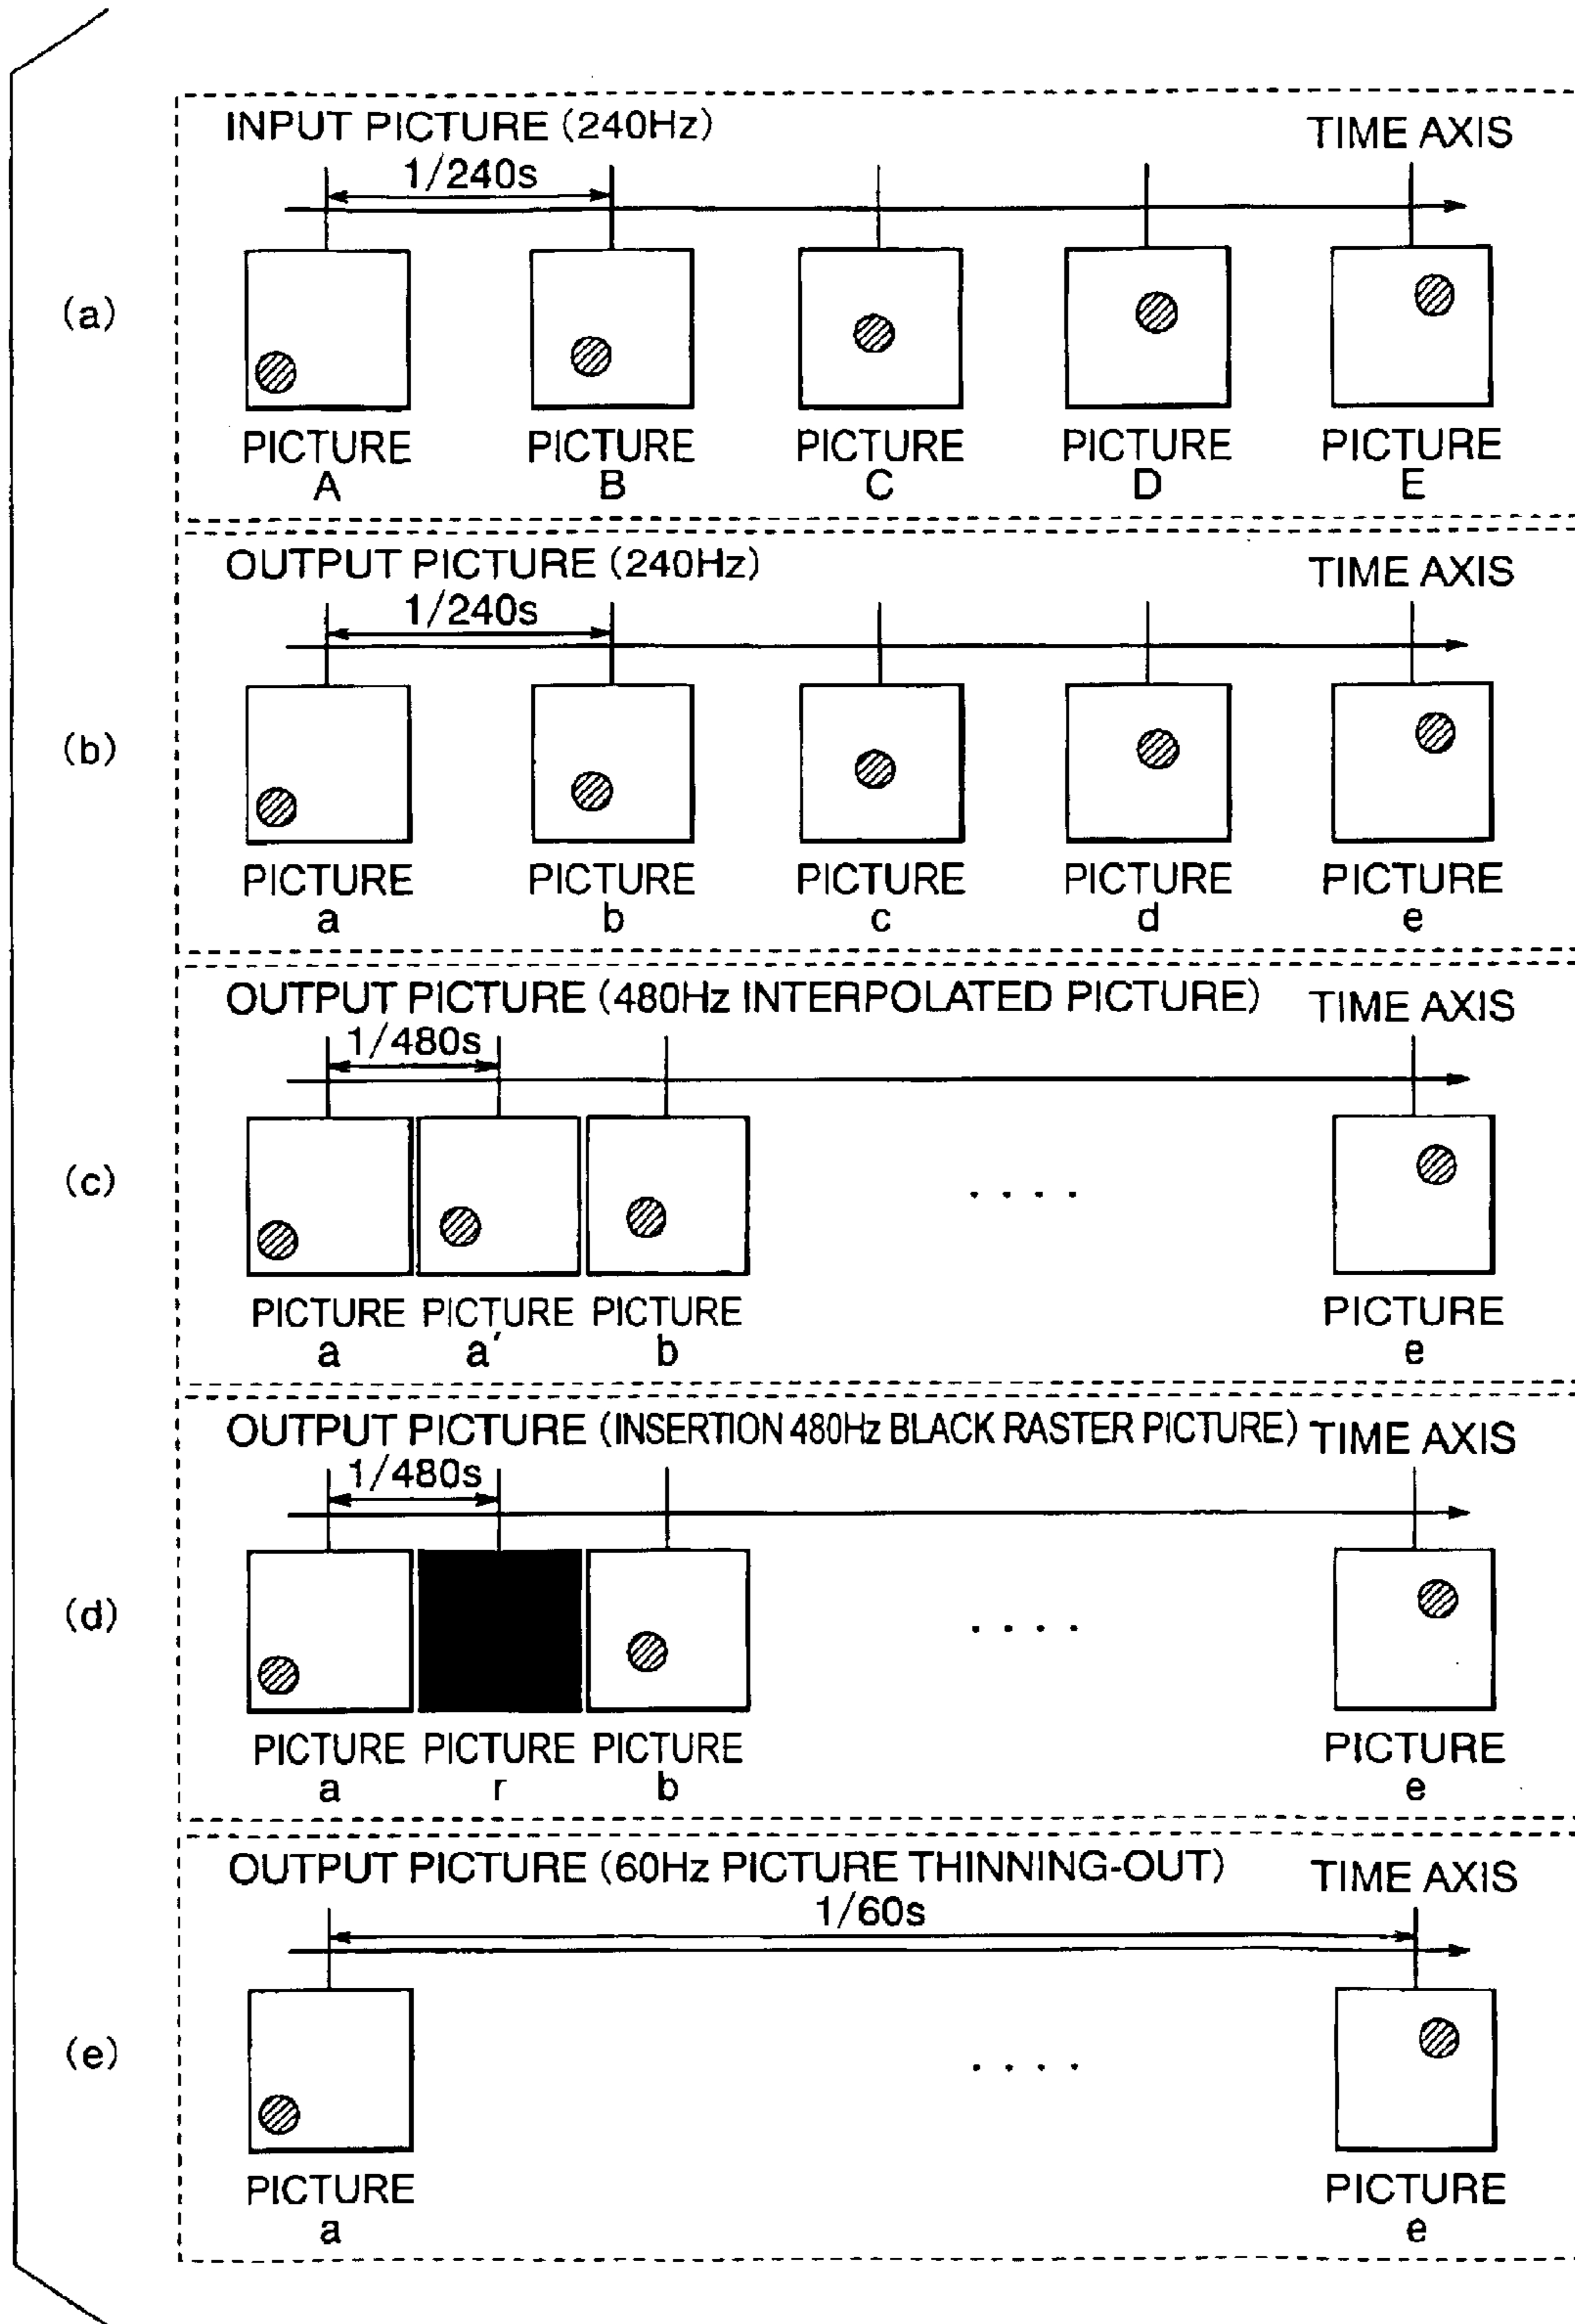 INPUT PICTURE (240Hz) TIME AXIS
1/240s
(a)
PICTURE PICTURE PICTURE PICTURE PICTURE
A B C D E
OUTPUT PICTURE (240Hz) TIME AXIS
1/240s
(b)
PICTURE PICTURE PICTURE PICTURE PICTURE
a b c d e
OUTPUT PICTURE (480Hz INTERPOLATED PICTURE) TIME AXIS
1/480s
(c)
. . . .
PICTURE PICTURE PICTURE PICTURE
a a′ b e
OUTPUT PICTURE (INSERTION 480Hz BLACK RASTER PICTURE) TIME AXIS
1/480s
(d)
. . . .
PICTURE PICTURE PICTURE PICTURE
a r b e
OUTPUT PICTURE (60Hz PICTURE THINNING-OUT) TIME AXIS
1/60s
(e)
. . . .
PICTURE PICTURE
a e